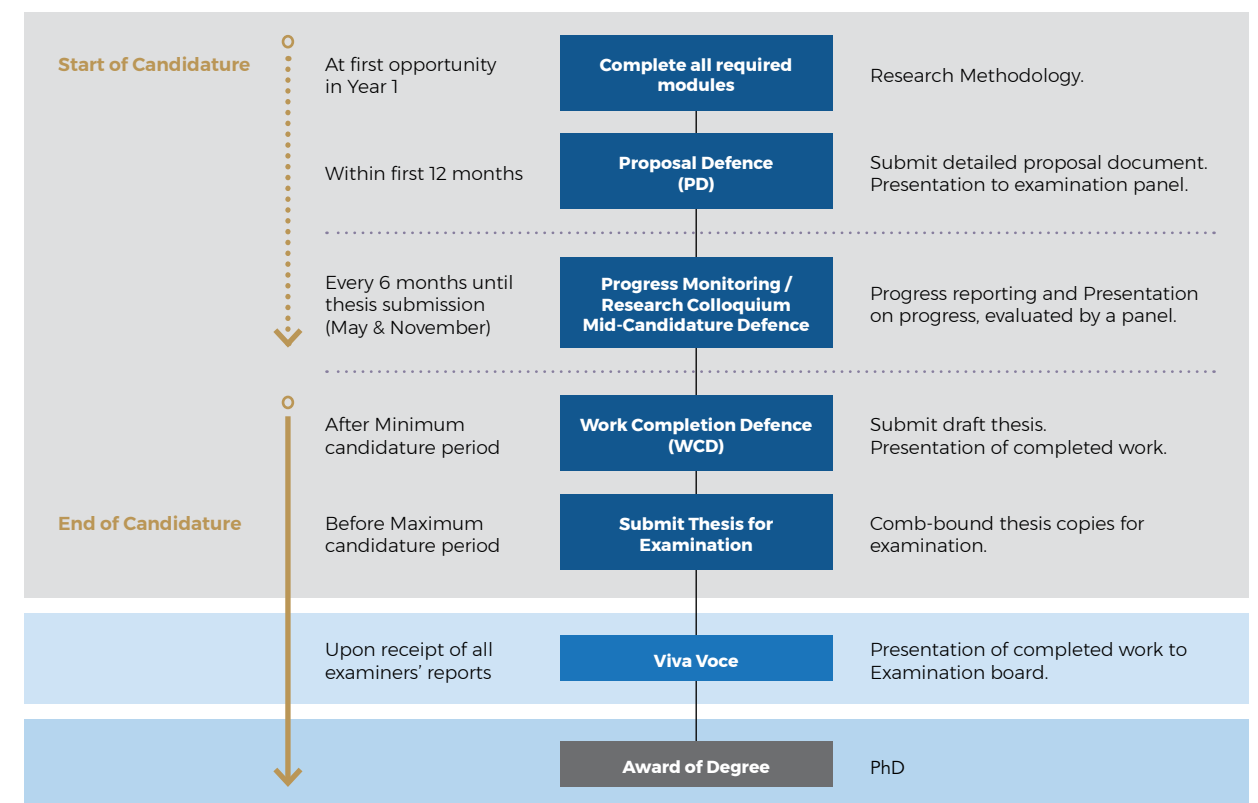 Start of Candidature
At first opportunity
in Year 1
Complete all required
modules
Research Methodology.
Within first 12 months
Proposal Defence
(PD)
Submit detailed proposal document.
Presentation to examination panel.
Every 6 months until
thesis submission
(May & November)
Progress Monitoring /
Research Colloquium
Mid-Candidature Defence
Progress reporting and Presentation
on progress, evaluated by a panel.
After Minimum
candidature period
Work Completion Defence
(WCD)
Submit draft thesis.
Presentation of completed work.
End of Candidature
Before Maximum
candidature period
Submit Thesis for
Examination
Comb-bound thesis copies for
examination.
Upon receipt of all
examiners’ reports
Viva Voce
Presentation of completed work to
Examination board.
Award of Degree
PhD